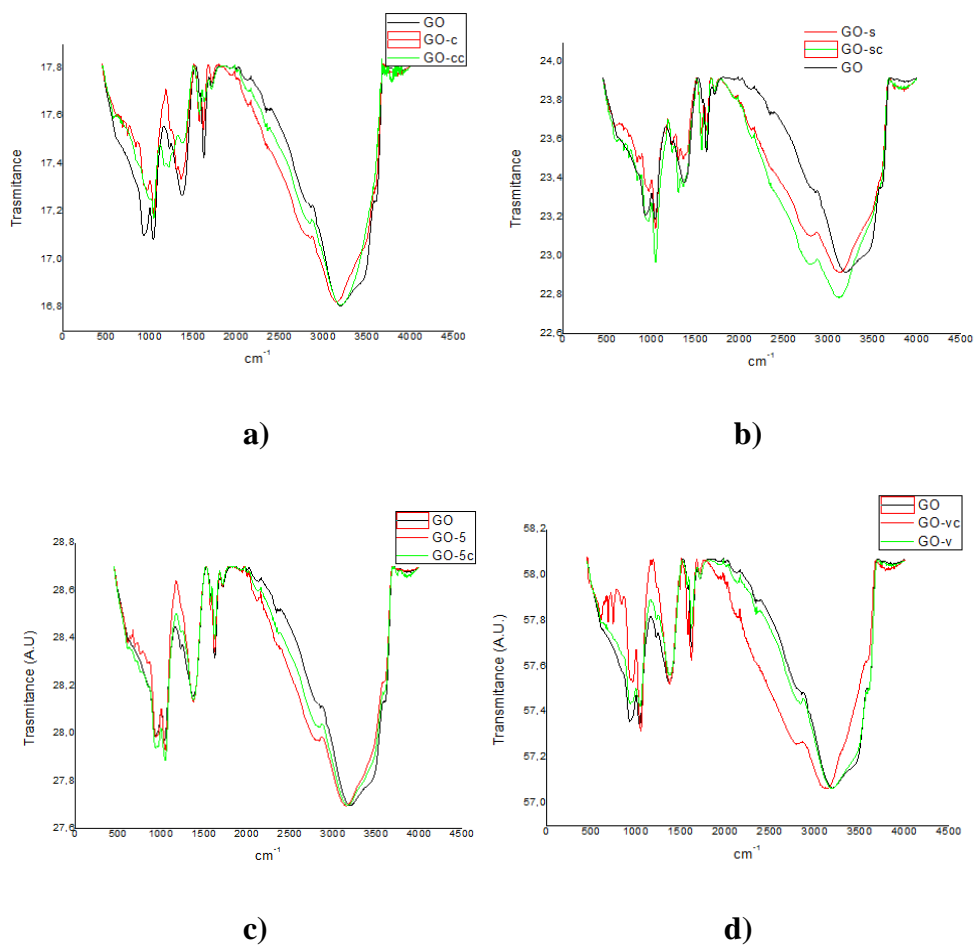 GO
GO-c
GO-cc
17,8
17,6
17,4
17,2
17,0
16,8
Trasmitance
0 500 1000 1500 2000 2500 3000 3500 4000 4500
cm-1
a)
GO-s
GO-sc
GO
24,0
23,8
23,6
23,4
23,2
23,0
22,8
22,6
Trasmitance
0 500 1000 1500 2000 2500 3000 3500 4000 4500
cm-1
b)
GO
GO-5
GO-5c
28,8
28,6
28,4
28,2
28,0
27,8
27,6
Trasmitance (A.U)
0 500 1000 1500 2000 2500 3000 3500 4000 4500
cm-1
c)
GO
GO-vc
GO-v
58,2
58,0
57,8
57,6
57,4
57,2
57,0
Transmitance (A.U.)
0 500 1000 1500 2000 2500 3000 3500 4000 4500
cm-1
d)